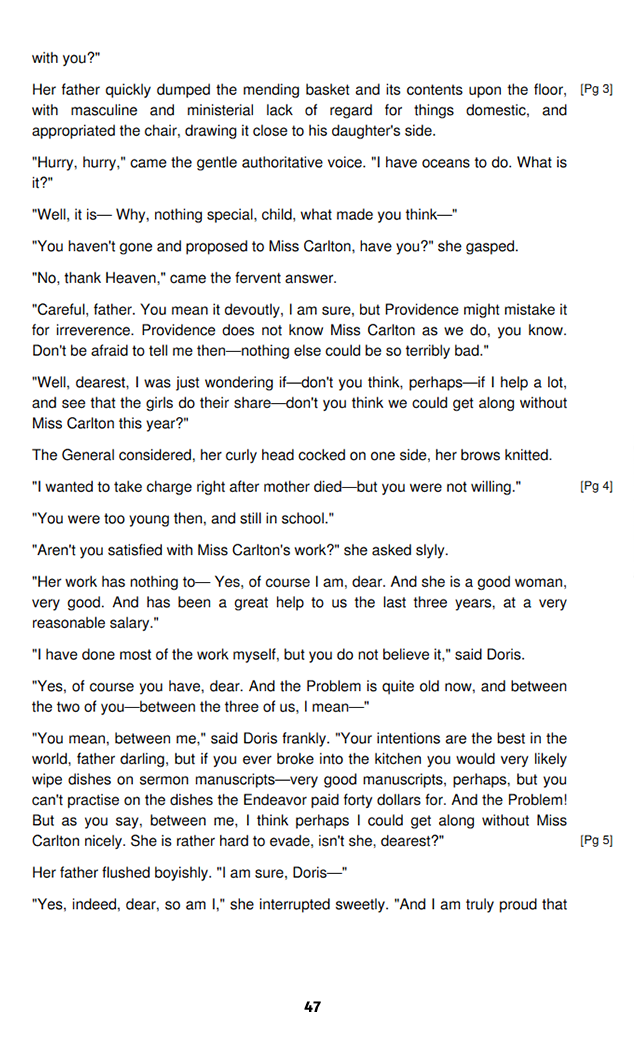 with you?"
Her father quickly dumped the mending basket and its contents upon the floor, [Pg 3]
with masculine and ministerial lack of regard for things domestic, and
appropriated the chair, drawing it close to his daughter's side.
"Hurry, hurry," came the gentle authoritative voice. "I have oceans to do. What is
it?"
"Well, it is— Why, nothing special, child, what made you think—"
"You haven't gone and proposed to Miss Carlton, have you?" she gasped.
"No, thank Heaven," came the fervent answer.
"Careful, father. You mean it devoutly, I am sure, but Providence might mistake it
for irreverence. Providence does not know Miss Carlton as we do, you know.
Don't be afraid to tell me then—nothing else could be so terribly bad."
"Well, dearest, I was just wondering if—don't you think, perhaps—if I help a lot,
and see that the girls do their share—don't you think we could get along without
Miss Carlton this year?"
The General considered, her curly head cocked on one side, her brows knitted.
"I wanted to take charge right after mother died—but you were not willing." [Pg 4]
"You were too young then, and still in school."
"Aren't you satisfied with Miss Carlton's work?" she asked slyly.
"Her work has nothing to— Yes, of course I am, dear. And she is a good woman,
very good. And has been a great help to us the last three years, at a very
reasonable salary."
"I have done most of the work myself, but you do not believe it," said Doris.
"Yes, of course you have, dear. And the Problem is quite old now, and between
the two of you—between the three of us, I mean—"
"You mean, between me," said Doris frankly. "Your intentions are the best in the
world, father darling, but if you ever broke into the kitchen you would very likely
wipe dishes on sermon manuscripts—very good manuscripts, perhaps, but you
can't practise on the dishes the Endeavor paid forty dollars for. And the Problem!
But as you say, between me, I think perhaps I could get along without Miss
Carlton nicely. She is rather hard to evade, isn't she, dearest?" [Pg 5]
Her father flushed boyishly. "I am sure, Doris—"
"Yes, indeed, dear, so am I," she interrupted sweetly. "And I am truly proud that
47